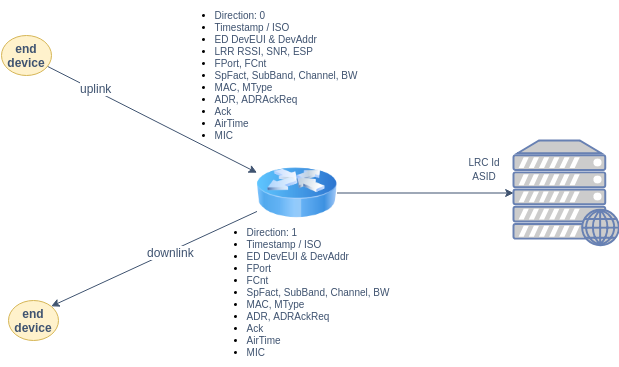 Direction: 0
Timestamp / ISO
ED DevEUI & DevAddr
LRR RSSI, SNR, ESP
FPort, FCnt
SpFact, SubBand, Channel, BW
MAC, MType
ADR, ADRAckReq
Ack
AirTime
MIC
end
device
uplink
LRC Id
ASID
downlink
Direction: 1
Timestamp / ISO
ED DevEUI & DevAddr
FPort
FCnt
SpFact, SubBand, Channel, BW
MAC, MType
ADR, ADRAckReq
Ack
AirTime
MIC
end
device